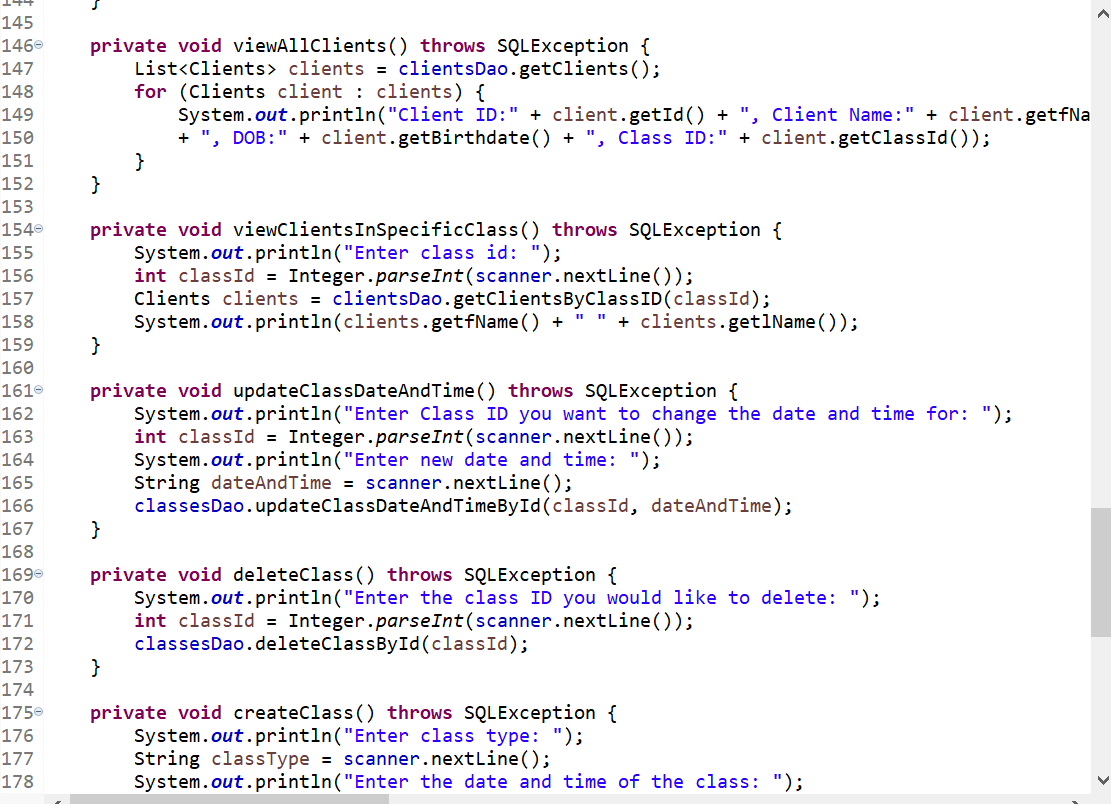 144 }
145
146 private void viewAllClients() throws SQLException {
147 List<Clients> clients = clientsDao.getClients();
148 for (Clients client : clients) {
149 System.out.println("Client ID:" + client.getId() + ", Client Name:" + client.getfNa
150 + ", DOB:" + client.getBirthdate() + ", Class ID:" + client.getClassId());
151 }
152 }
153
154 private void viewClientsInSpecificClass() throws SQLException {
155 System.out.println("Enter class id: ");
156 int classId = Integer.parseInt(scanner.nextLine());
157 Clients clients = clientsDao.getClientsByClassID(classId);
158 System.out.println(clients.getfName() + " " + clients.getlName());
159 }
160
161 private void updateClassDateAndTime() throws SQLException {
162 System.out.println("Enter Class ID you want to change the date and time for: ");
163 int classId = Integer.parseInt(scanner.nextLine());
164 System.out.println("Enter new date and time: ");
165 String dateAndTime = scanner.nextLine();
166 classesDao.updateClassDateAndTimeById(classId, dateAndTime);
167 }
168
169 private void deleteClass() throws SQLException {
170 System.out.println("Enter the class ID you would like to delete: ");
171 int classId = Integer.parseInt(scanner.nextLine());
172 classesDao.deleteClassById(classId);
173 }
174
175 private void createClass() throws SQLException {
176 System.out.println("Enter class type: ");
177 String classType = scanner.nextLine();
178 System.out.println("Enter the date and time of the class: ");